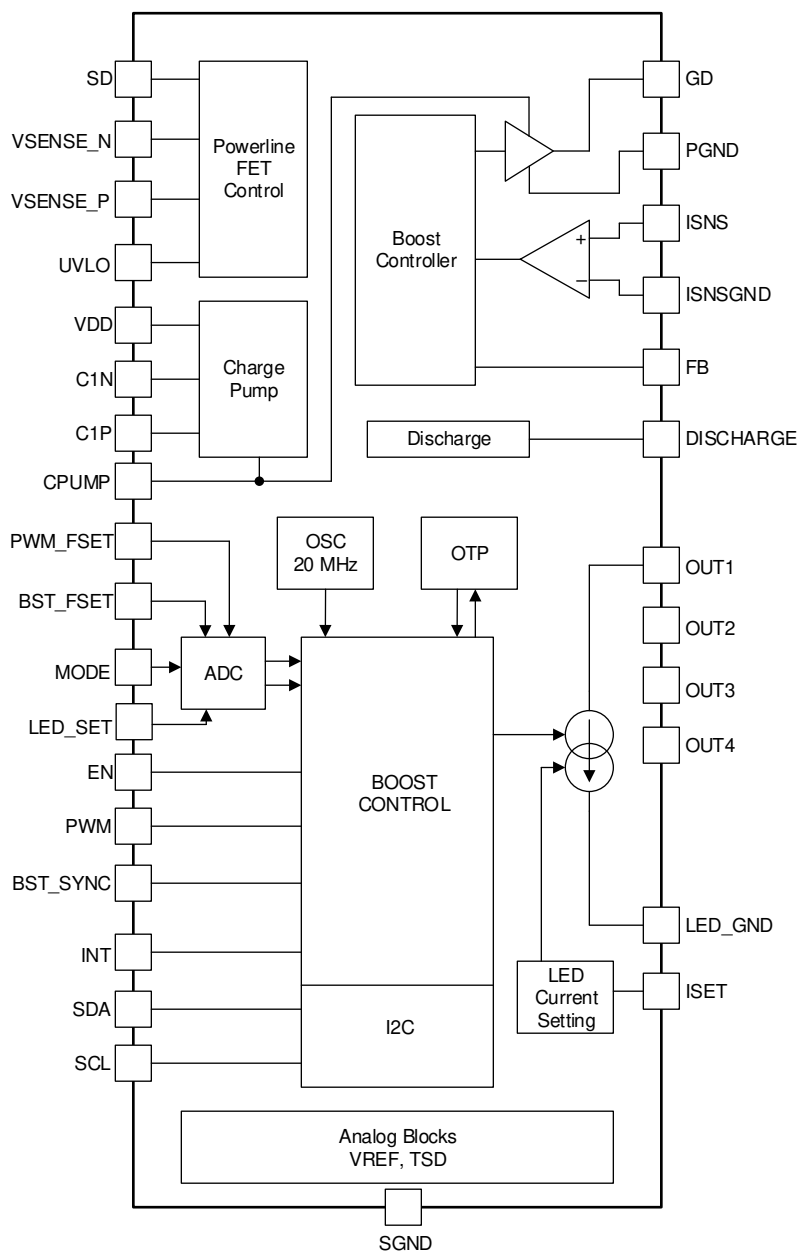 SD
VSENSE_N
VSENSE_P
UVLO
VDD
C1N
C1P
CPUMP
PWM_FSET
BST_FSET
MODE
LED_SET
EN
PWM
BST_SYNC
INT
SDA
SCL
Powerline
FET
Control
Charge
Pump
Boost
Controller
+
−
Discharge
OSC
20 MHz
OTP
ADC
BOOST
CONTROL
I2C
LED
Current
Setting
Analog Blocks
VREF, TSD
GD
PGND
ISNS
ISNSGND
FB
DISCHARGE
OUT1
OUT2
OUT3
OUT4
LED_GND
ISET
SGND